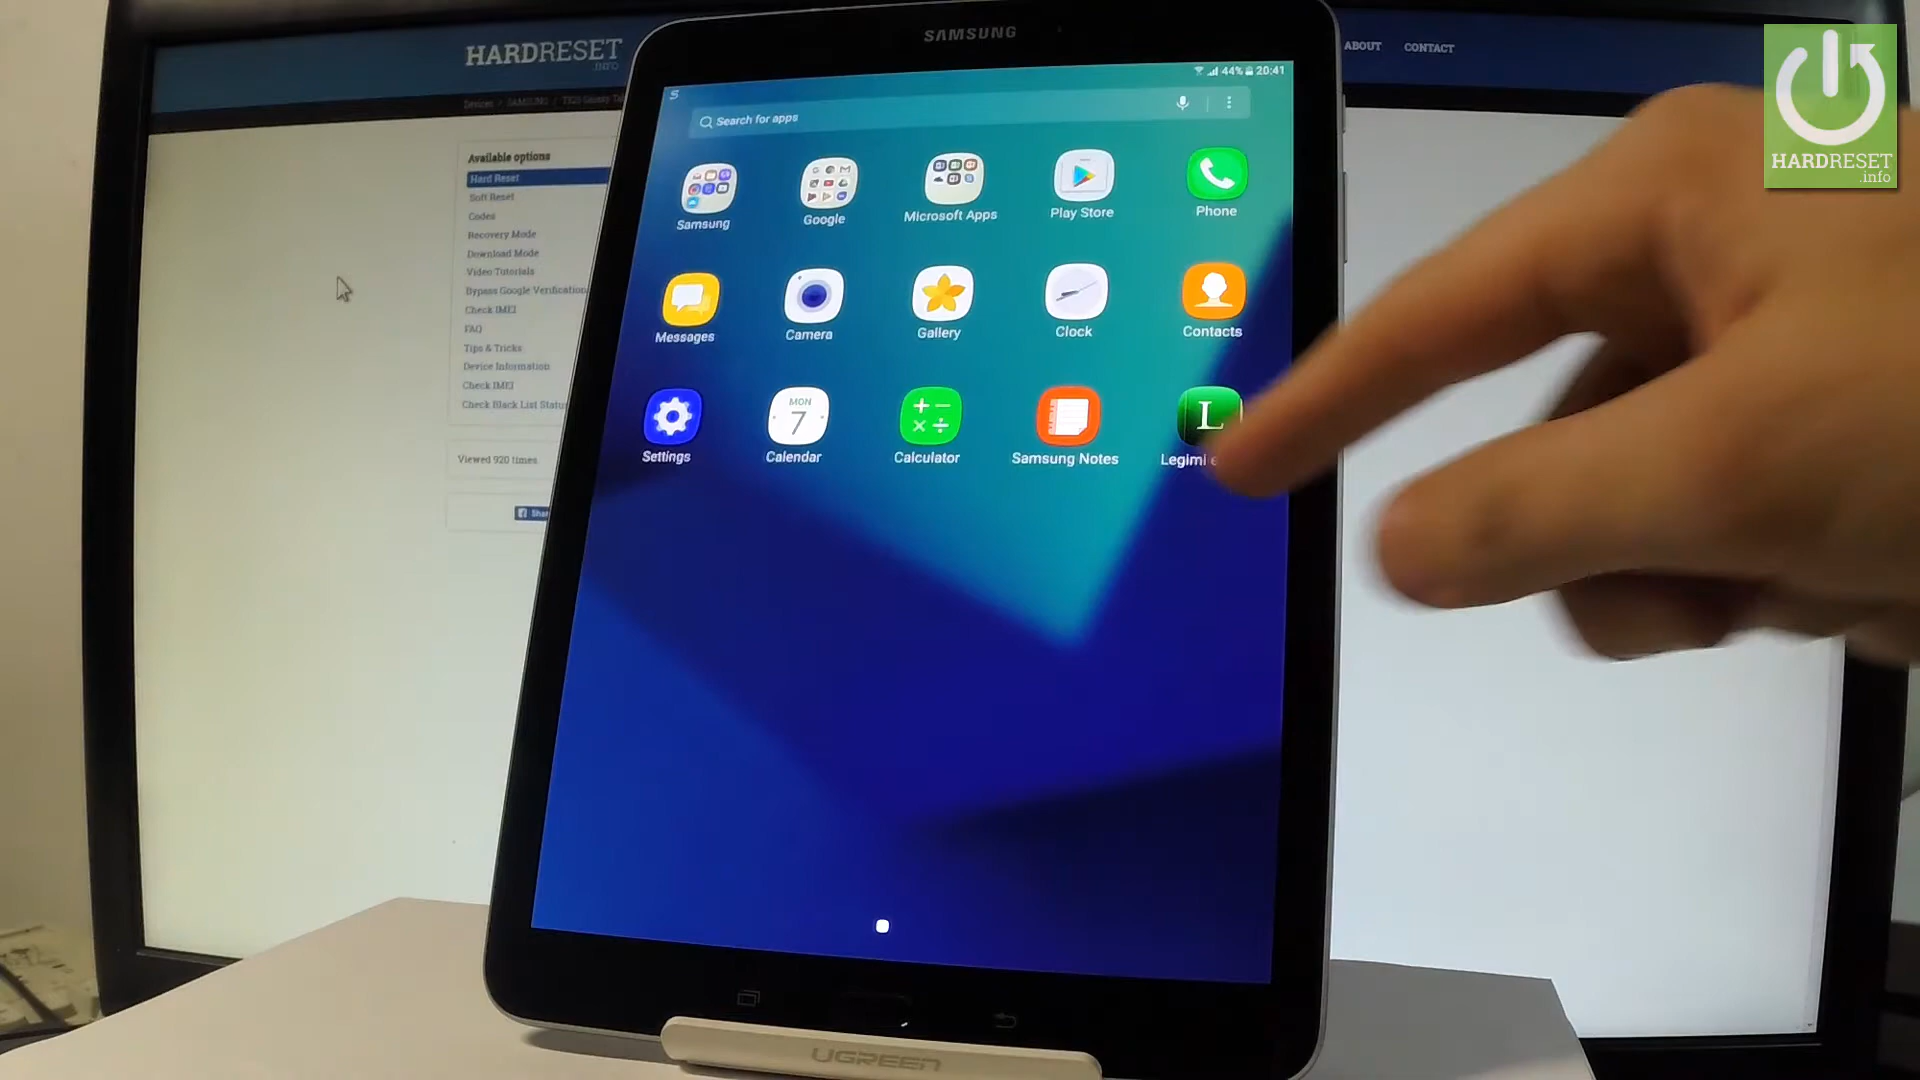 HARDRESET
.INFO
ABOUT CONTACT
Devices / SAMSUNG /
Available options
Hard Reset
Soft Reset
Codes
Recovery Mode
Download Mode
Video Tutorials
Bypass Google Verification
Check IMEI
FAQ
Tips & Tricks
Device Information
Check IMEI
Check Black List Status
Viewed 920 times
Share
SAMSUNG
44% 20:41
Search for apps
Samsung Google Microsoft Apps Play Store Phone
Messages Camera Gallery Clock Contacts
MON
7
L
Settings Calendar Calculator Samsung Notes Legimi
UGREEN
HARDRESET
.info